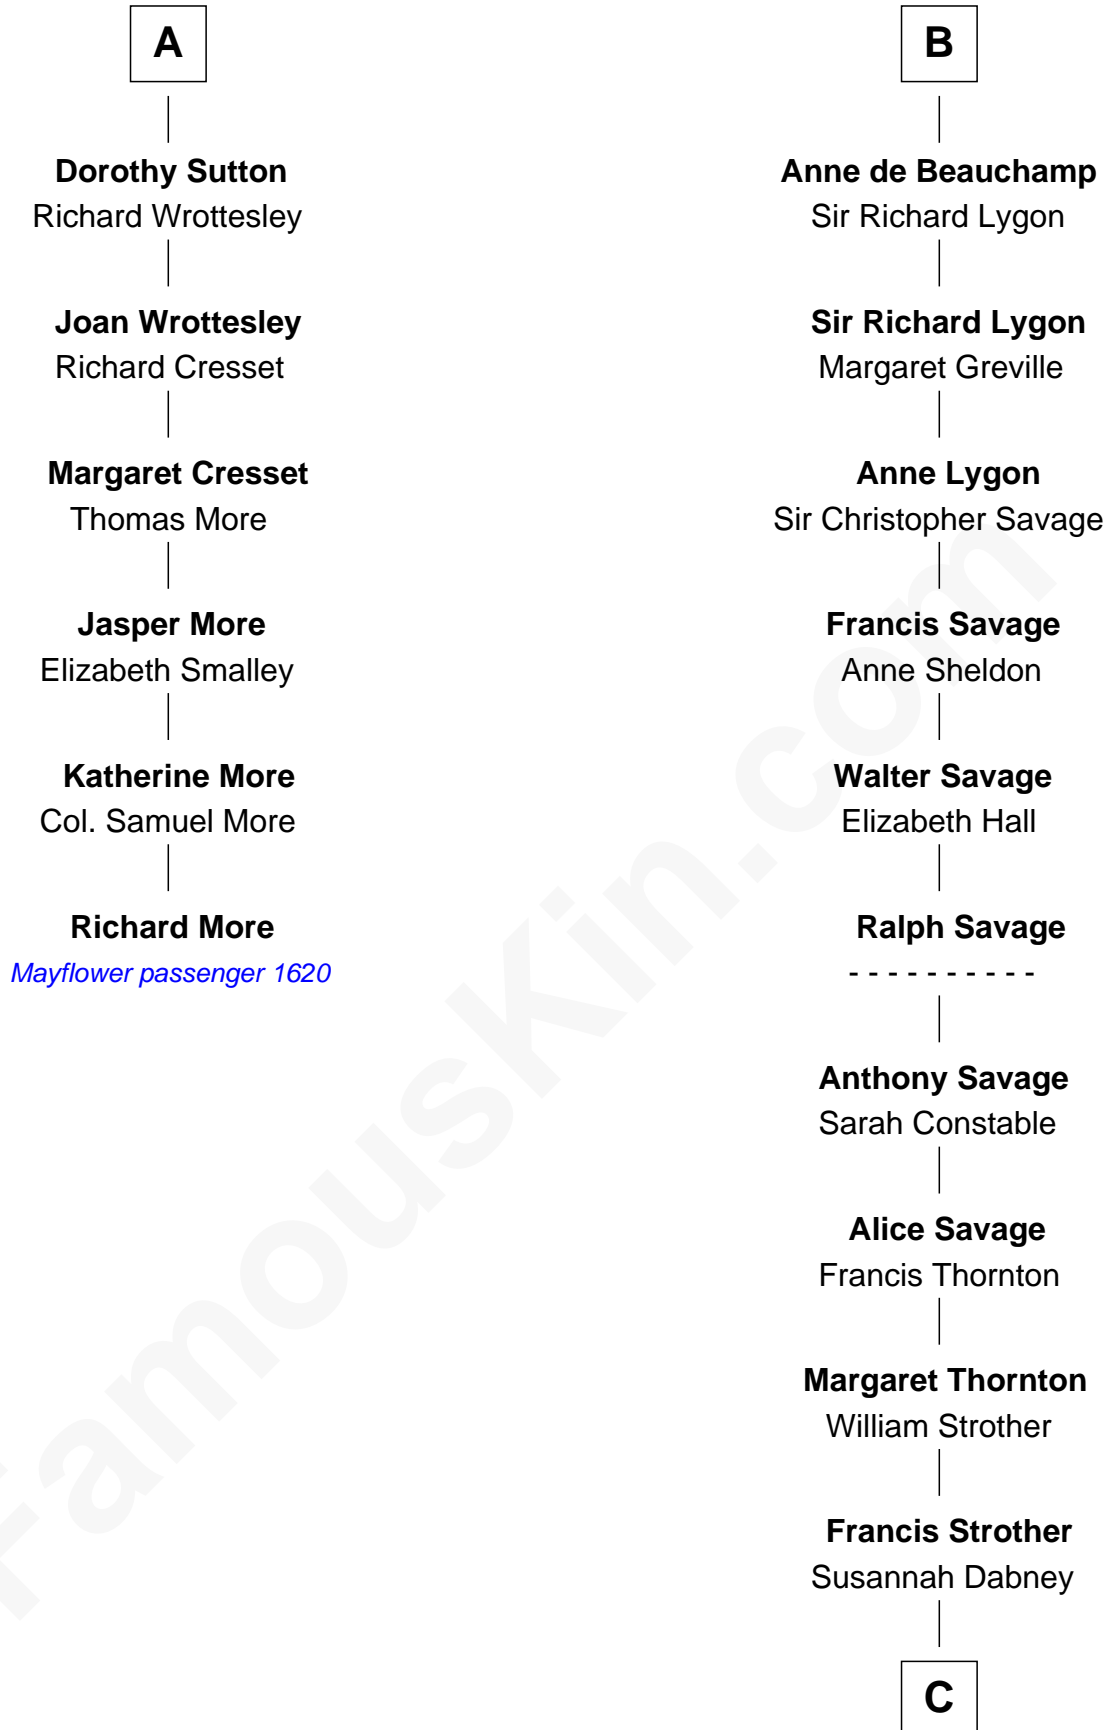 A
Dorothy Sutton
Richard Wrottesley
Joan Wrottesley
Richard Cresset
Margaret Cresset
Thomas More
Jasper More
Elizabeth Smalley
Katherine More
Col. Samuel More
Richard More
Mayflower passenger 1620
B
Anne de Beauchamp
Sir Richard Lygon
Sir Richard Lygon
Margaret Greville
Anne Lygon
Sir Christopher Savage
Francis Savage
Anne Sheldon
Walter Savage
Elizabeth Hall
Ralph Savage
- - - - - - - - - -
Anthony Savage
Sarah Constable
Alice Savage
Francis Thornton
Margaret Thornton
William Strother
Francis Strother
Susannah Dabney
C
FamousKin.com